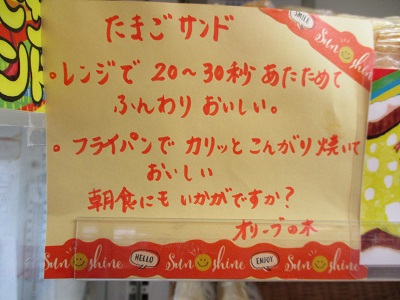 SMILE
Sunshine
たまごサンド
・レンジで 20〜30秒 あたためて
ふんわり おいしい。
・フライパンで カリッと こんがり 焼いて
おいしい
朝食にも いかがですか?
オリーブの木
Sunshine HELLO Sunshine ENJOY Sunshine